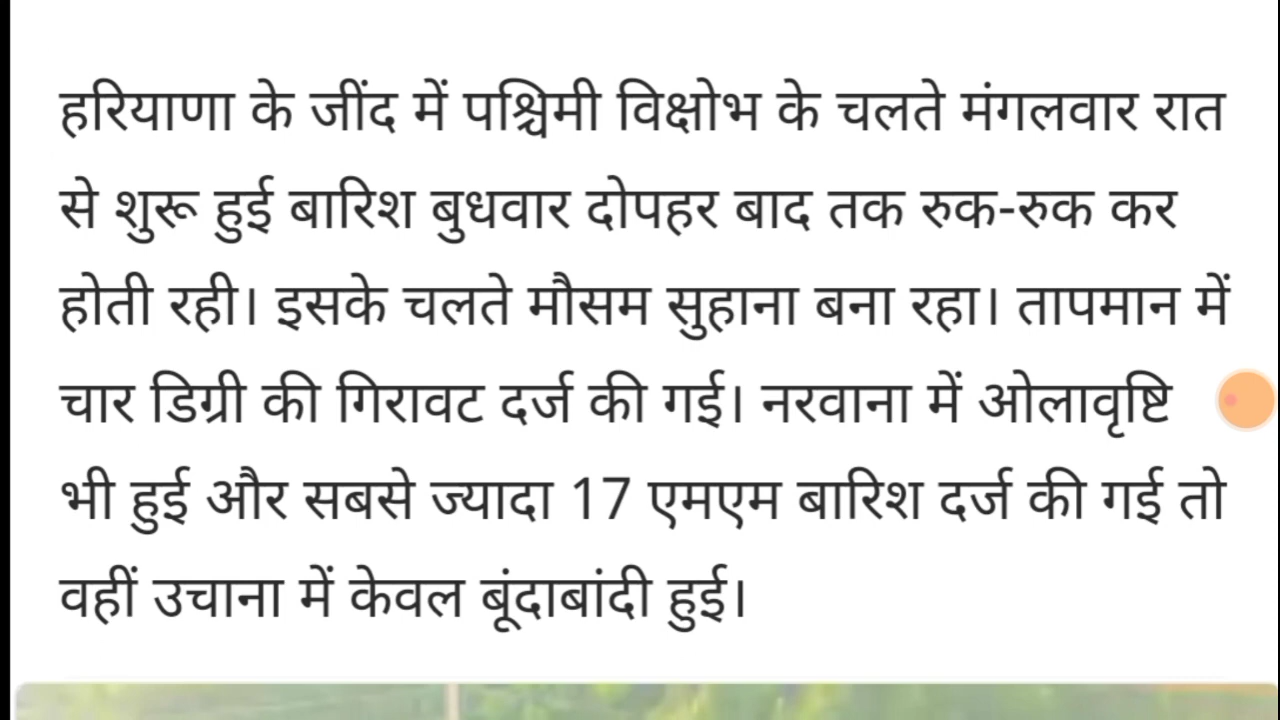 हरियाणा के जींद में पश्चिमी विक्षोभ के चलते मंगलवार रात
से शुरू हुई बारिश बुधवार दोपहर बाद तक रुक-रुक कर
होती रही। इसके चलते मौसम सुहाना बना रहा। तापमान में
चार डिग्री की गिरावट दर्ज की गई। नरवाना में ओलावृष्टि
भी हुई और सबसे ज्यादा 17 एमएम बारिश दर्ज की गई तो
वहीं उचाना में केवल बूंदाबांदी हुई।